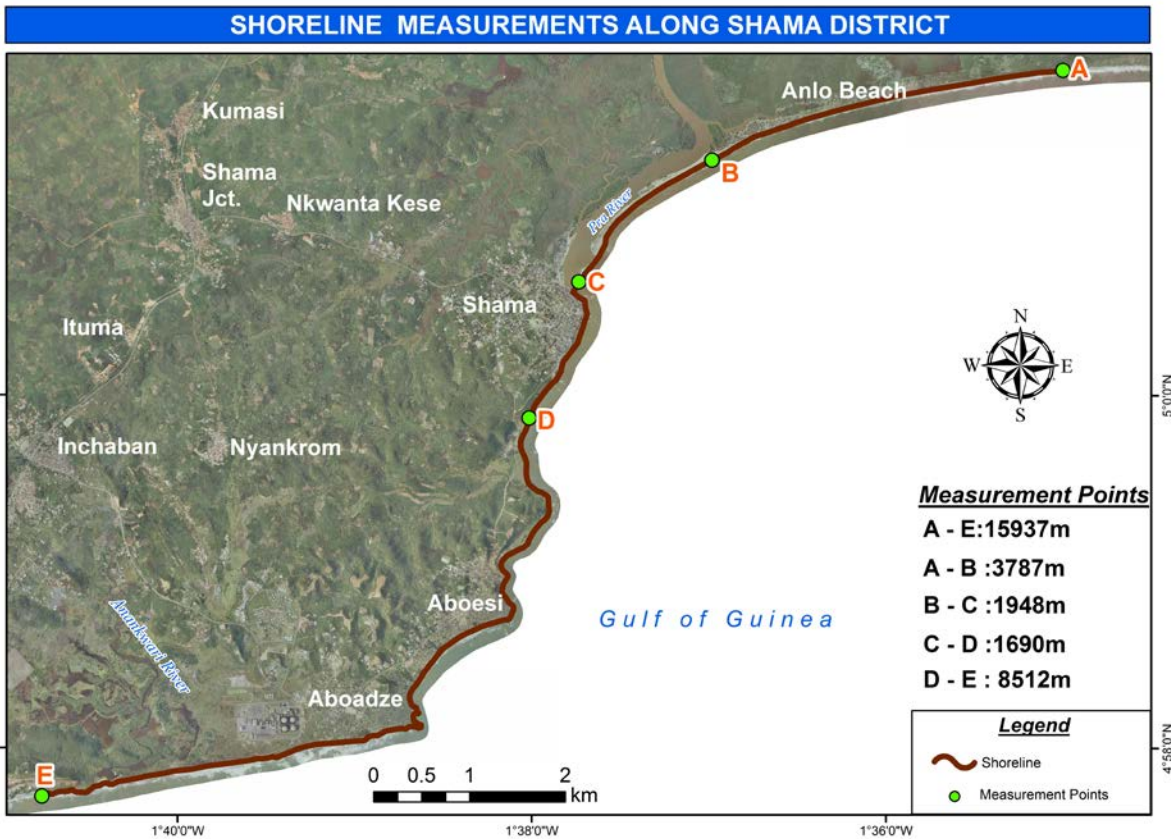 SHORELINE MEASUREMENTS ALONG SHAMA DISTRICT
A
Anlo Beach
Kumasi
B
Shama
Jct.
Nkwanta Kese
Pra River
C
Shama
Ituma
N
W
E
S
5°0'0"N
D
Inchaban
Nyankrom
Measurement Points
A - E:15937m
A - B :3787m
B - C :1948m
C - D :1690m
D - E : 8512m
Aboesi
Gulf of Guinea
Anankwari River
Aboadze
Legend
Shoreline
Measurement Points
4°58'0"N
E
0 0.5 1 2
km
1°40'0"W
1°38'0"W
1°36'0"W